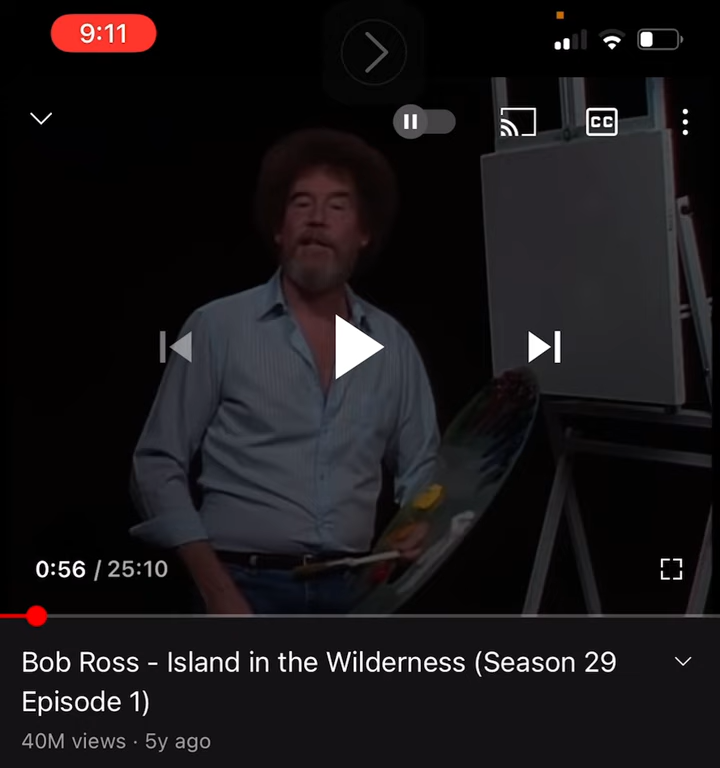 9:11
CC
0:56 / 25:10
Bob Ross - Island in the Wilderness (Season 29
Episode 1)
40M views · 5y ago